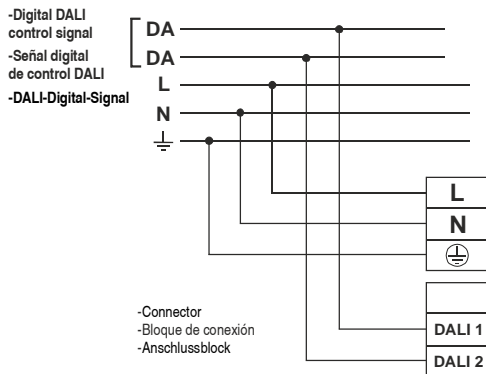 -Digital DALI
control signal
-Señal digital
de control DALI
-DALI-Digital-Signal
DA
DA
L
N
L
N
-Connector
-Bloque de conexión
-Anschlussblock
DALI 1
DALI 2